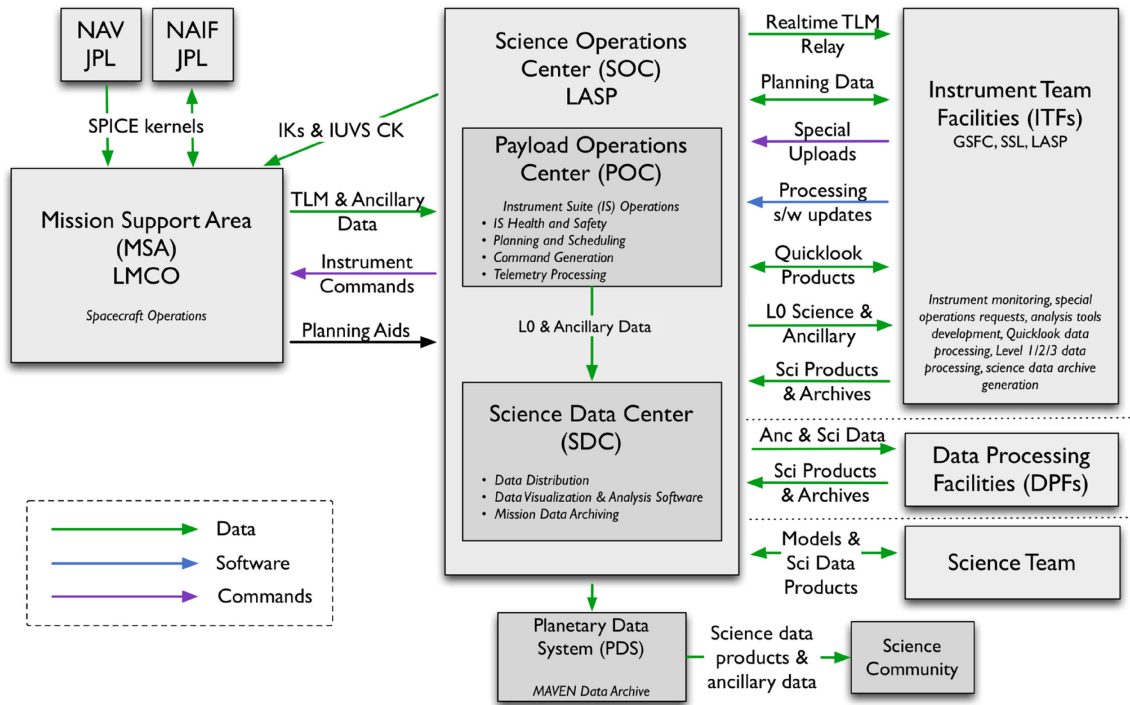 NAV
JPL
NAIF
JPL
SPICE kernels
IKs & IUVS CK
Mission Support Area
(MSA)
LMCO
Spacecraft Operations
TLM & Ancillary
Data
Instrument
Commands
Planning Aids
Science Operations
Center (SOC)
LASP
Payload Operations
Center (POC)
Instrument Suite (IS) Operations
• IS Health and Safety
• Planning and Scheduling
• Command Generation
• Telemetry Processing
L0 & Ancillary Data
Science Data Center
(SDC)
• Data Distribution
• Data Visualization & Analysis Software
• Mission Data Archiving
Realtime TLM
Relay
Planning Data
Special
Uploads
Processing
s/w updates
Quicklook
Products
L0 Science &
Ancillary
Sci Products
& Archives
Instrument Team
Facilities (ITFs)
GSFC, SSL, LASP
Instrument monitoring, special
operations requests, analysis tools
development, Quicklook data
processing, Level 1/2/3 data
processing, science data archive
generation
Anc & Sci Data
Sci Products
& Archives
Data Processing
Facilities (DPFs)
Models &
Sci Data
Products
Science Team
Data
Software
Commands
Planetary Data
System (PDS)
MAVEN Data Archive
Science data
products &
ancillary data
Science
Community